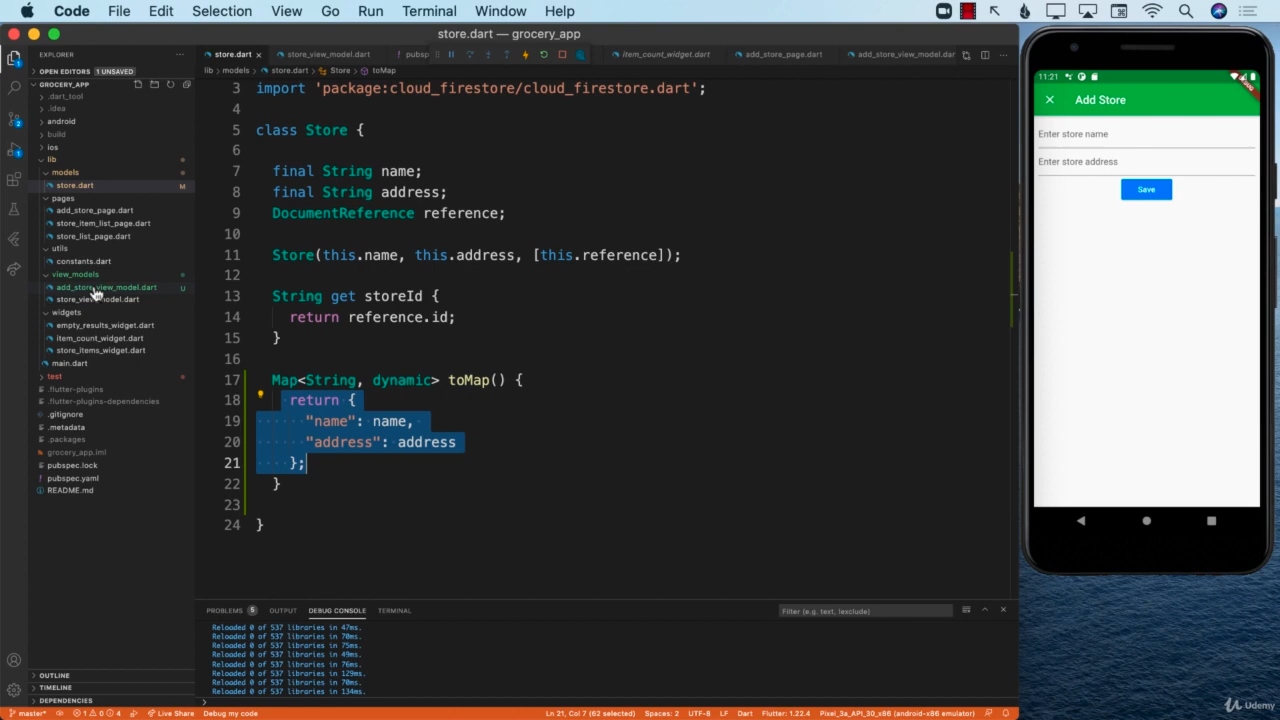 Code File Edit Selection View Go Run Terminal Window Help
store.dart — grocery_app
EXPLORER
OPEN EDITORS 1 UNSAVED
GROCERY_APP
.dart_tool
.idea
android
build
ios
lib
models
store.dart M
pages
add_store_page.dart
store_item_list_page.dart
store_list_page.dart
utils
constants.dart
view_models
add_store_view_model.dart U
store_view_model.dart
widgets
empty_results_widget.dart
item_count_widget.dart
store_items_widget.dart
main.dart
test
.flutter-plugins
.flutter-plugins-dependencies
.gitignore
.metadata
.packages
grocery_app.iml
pubspec.lock
pubspec.yaml
README.md
OUTLINE
TIMELINE
DEPENDENCIES
store.dart store_view_model.dart pubsp item_count_widget.dart add_store_page.dart add_store_view_model.dart
lib models store.dart Store toMap
3 import 'package:cloud_firestore/cloud_firestore.dart';
4
5 class Store {
6
7 final String name;
8 final String address;
9 DocumentReference reference;
10
11 Store(this.name, this.address, [this.reference]);
12
13 String get storeId {
14 return reference.id;
15 }
16
17 Map<String, dynamic> toMap() {
18 return {
19 "name": name,
20 "address": address
21 };
22 }
23
24 }
PROBLEMS 5 OUTPUT DEBUG CONSOLE TERMINAL
Filter (e.g. text, !exclude)
Reloaded 0 of 537 libraries in 47ms.
Reloaded 0 of 537 libraries in 70ms.
Reloaded 0 of 537 libraries in 75ms.
Reloaded 0 of 537 libraries in 49ms.
Reloaded 0 of 537 libraries in 76ms.
Reloaded 0 of 537 libraries in 129ms.
Reloaded 0 of 537 libraries in 70ms.
Reloaded 0 of 537 libraries in 134ms.
master* 1 0 4 Live Share Debug my code Ln 21, Col 7 (62 selected) Spaces: 2 UTF-8 LF Dart Flutter: 1.22.4 Pixel_3a_API_30_x86 (android-x86 emulator)
11:21
Add Store
Enter store name
Enter store address
Save
Udemy